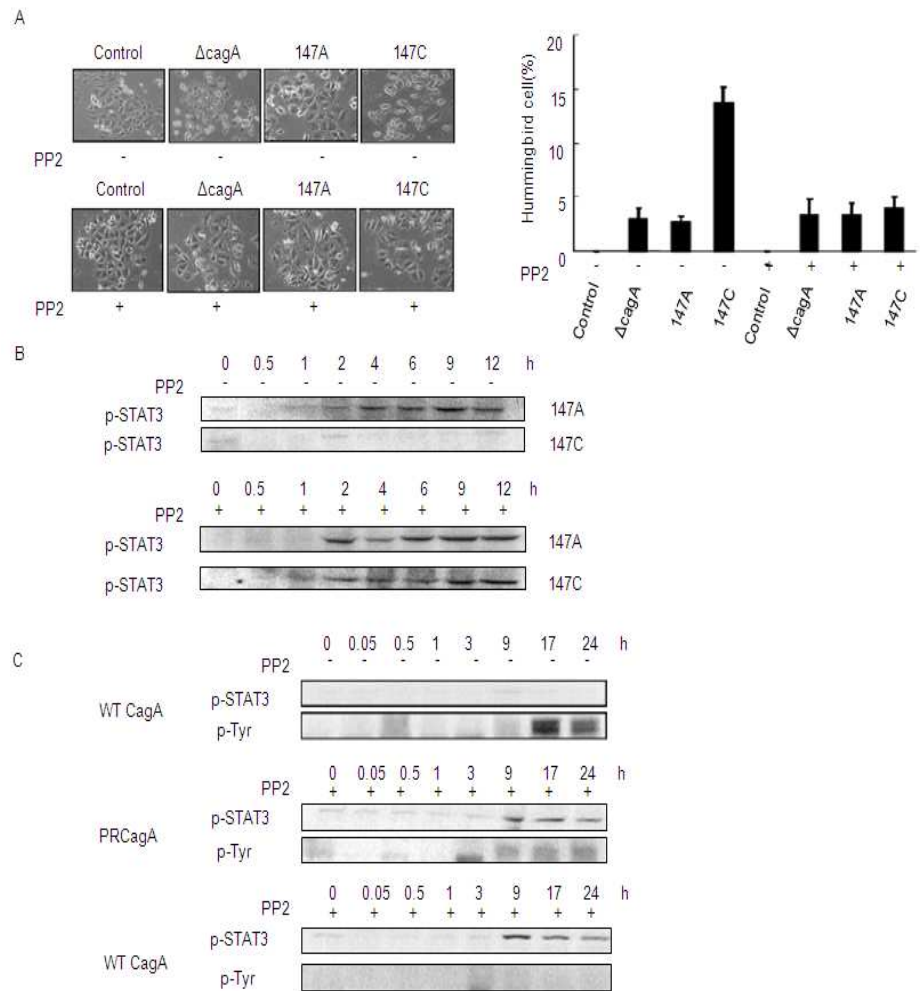 A
Control ΔcagA 147A 147C
PP2 - - - -
Control ΔcagA 147A 147C
PP2 + + + +
Hummingbird cell(%)
20
15
10
5
0
PP2 - - - - + + + +
Control ΔcagA 147A 147C Control ΔcagA 147A 147C
B
0 0.5 1 2 4 6 9 12 h
PP2 - - - - - - - -
p-STAT3 147A
p-STAT3 147C
0 0.5 1 2 4 6 9 12 h
PP2 + + + + + + + +
p-STAT3 147A
p-STAT3 147C
C
0 0.05 0.5 1 3 9 17 24 h
PP2 - - - - - - - -
WT CagA
p-STAT3
p-Tyr
0 0.05 0.5 1 3 9 17 24 h
PP2 + + + + + + + +
PRCagA
p-STAT3
p-Tyr
0 0.05 0.5 1 3 9 17 24 h
PP2 + + + + + + + +
WT CagA
p-STAT3
p-Tyr